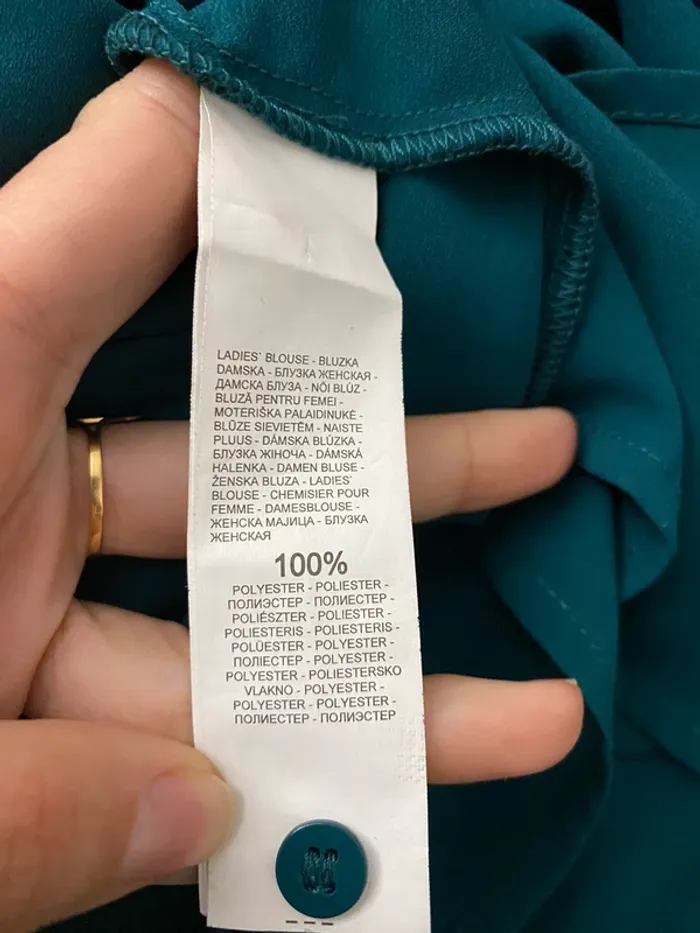 LADIES' BLOUSE - BLUZKA
DAMSKA - БЛУЗКА ЖЕНСКАЯ -
ДАМСКА БЛУЗА - NŐI BLÚZ -
BLUZĂ PENTRU FEMEI -
MOTERIŠKA PALAIDINUKĖ -
BLŪZE SIEVIETĒM - NAISTE
PLUUS - DÁMSKA BLÚZKA -
БЛУЗКА ЖІНОЧА - DÁMSKÁ
HALENKA - DAMEN BLUSE -
ŽENSKA BLUZA - LADIES'
BLOUSE - CHEMISIER POUR
FEMME - DAMESBLOUSE -
ЖЕНСКА МАЈИЦА - БЛУЗКА
ЖЕНСКАЯ
100%
POLYESTER - POLIESTER -
ПОЛИЭСТЕР - ПОЛИЕСТЕР -
POLIÉSZTER - POLIESTER -
POLIESTERIS - POLIESTERIS -
POLÜESTER - POLYESTER -
ПОЛІЕСТЕР - POLYESTER -
POLYESTER - POLIESTERSKO
VLAKNO - POLYESTER -
POLYESTER - POLYESTER -
ПОЛИЕСТЕР - ПОЛИЭСТЕР